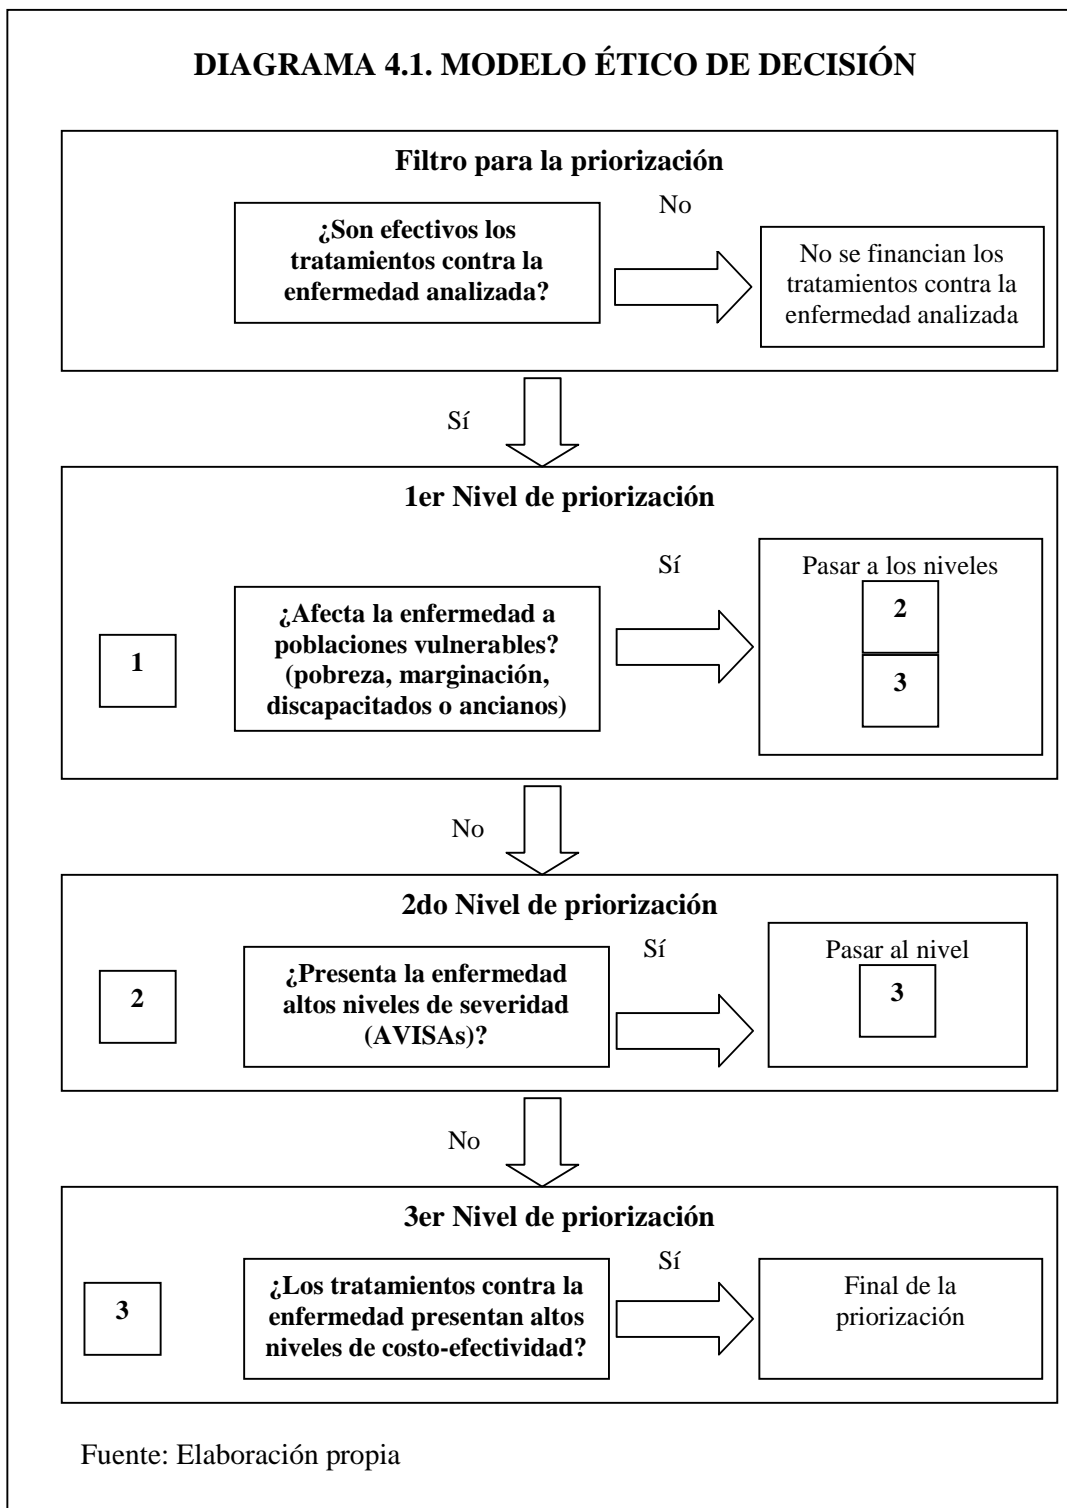 DIAGRAMA 4.1. MODELO ÉTICO DE DECISIÓN
Filtro para la priorización
¿Son efectivos los
tratamientos contra la
enfermedad analizada?
No
No se financian los
tratamientos contra la
enfermedad analizada
Sí
1er Nivel de priorización
1
¿Afecta la enfermedad a
poblaciones vulnerables?
(pobreza, marginación,
discapacitados o ancianos)
Sí
Pasar a los niveles
2
3
No
2do Nivel de priorización
2
¿Presenta la enfermedad
altos niveles de severidad
(AVISAs)?
Sí
Pasar al nivel
3
No
3er Nivel de priorización
3
¿Los tratamientos contra la
enfermedad presentan altos
niveles de costo-efectividad?
Sí
Final de la
priorización
Fuente: Elaboración propia